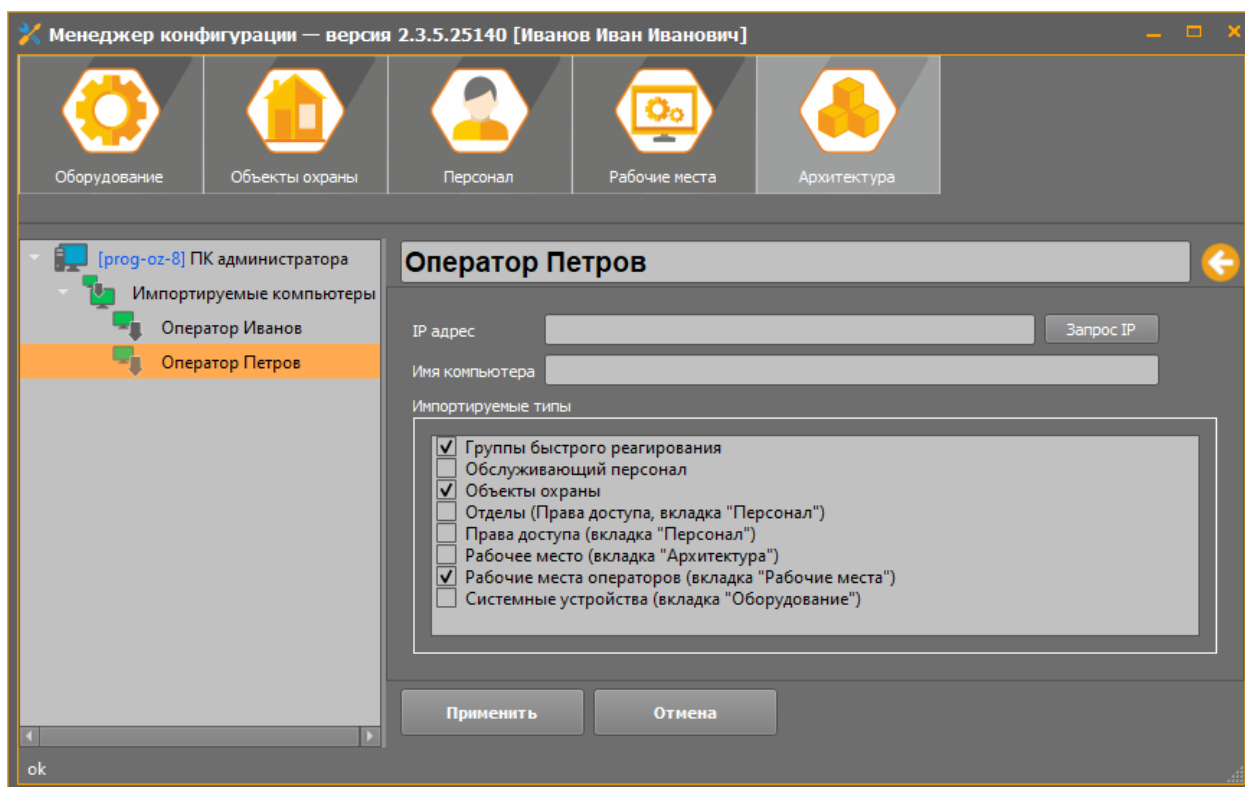 Менеджер конфигурации — версия 2.3.5.25140 [Иванов Иван Иванович]
Оборудование
Объекты охраны
Персонал
Рабочие места
Архитектура
[prog-oz-8] ПК администратора
Импортируемые компьютеры
Оператор Иванов
Оператор Петров
Оператор Петров
IP адрес
Запрос IP
Имя компьютера
Импортируемые типы
Группы быстрого реагирования
Обслуживающий персонал
Объекты охраны
Отделы (Права доступа, вкладка "Персонал")
Права доступа (вкладка "Персонал")
Рабочее место (вкладка "Архитектура")
Рабочие места операторов (вкладка "Рабочие места")
Системные устройства (вкладка "Оборудование")
Применить
Отмена
ok